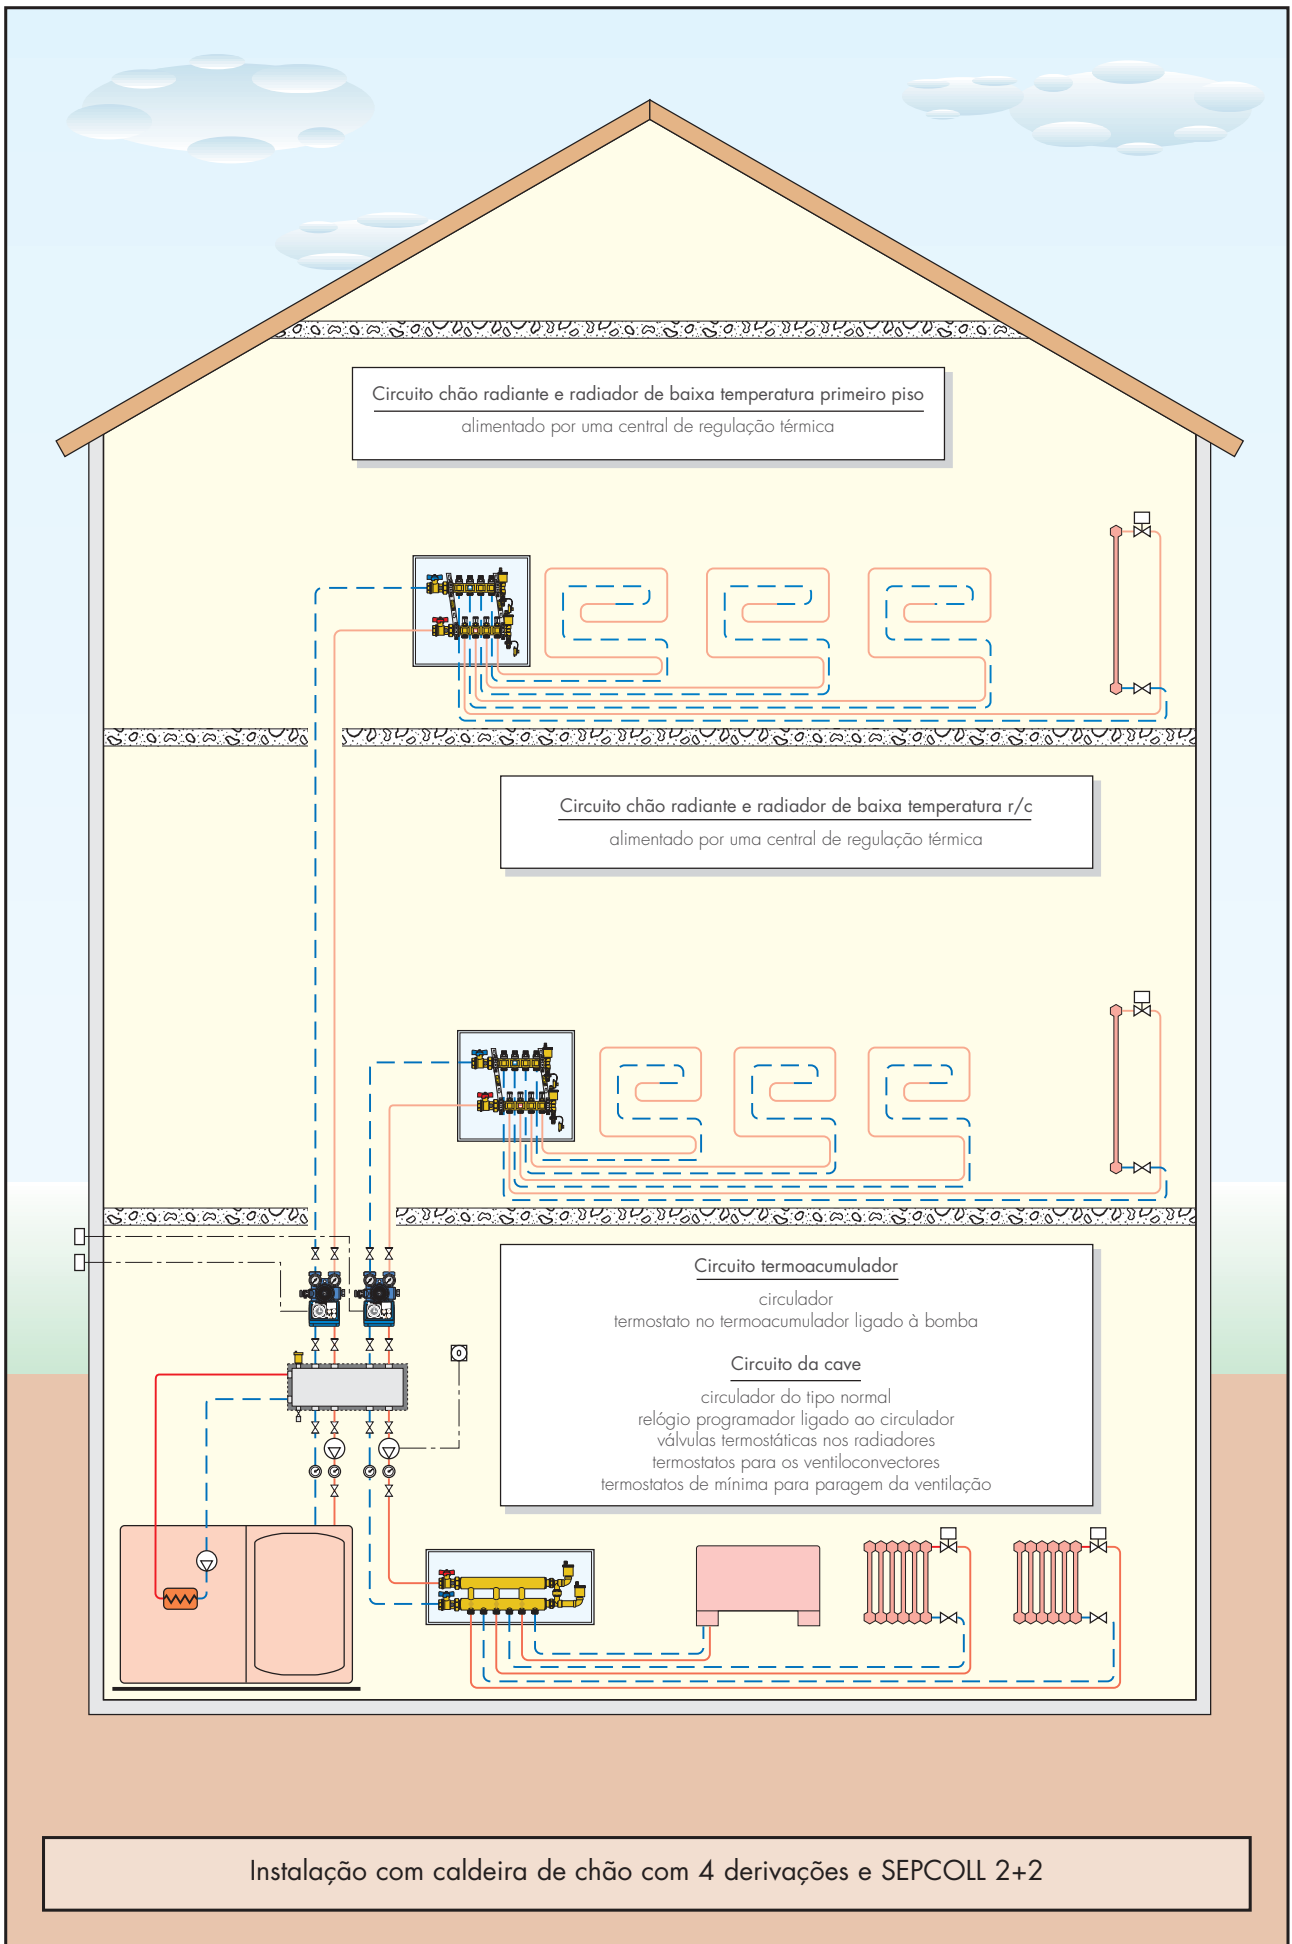 Circuito chão radiante e radiador de baixa temperatura primeiro piso
alimentado por uma central de regulação térmica
Circuito chão radiante e radiador de baixa temperatura r/c
alimentado por uma central de regulação térmica
Circuito termoacumulador
circulador
termostato no termoacumulador ligado à bomba
Circuito da cave
circulador do tipo normal
relógio programador ligado ao circulador
válvulas termostáticas nos radiadores
termostatos para os ventiloconvectores
termostatos de mínima para paragem da ventilação
Instalação com caldeira de chão com 4 derivações e SEPCOLL 2+2